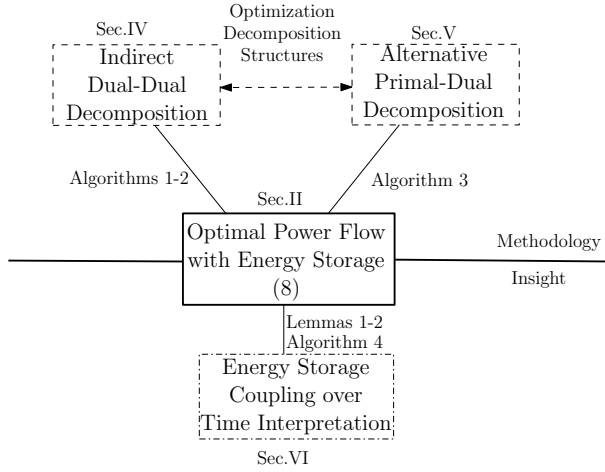 Sec.IV
Optimization
Decomposition
Structures
Sec.V
Indirect
Dual-Dual
Decomposition
Alternative
Primal-Dual
Decomposition
Algorithms 1-2
Algorithm 3
Sec.II
Optimal Power Flow
with Energy Storage
(8)
Methodology
Insight
Lemmas 1-2
Algorithm 4
Energy Storage
Coupling over
Time Interpretation
Sec.VI